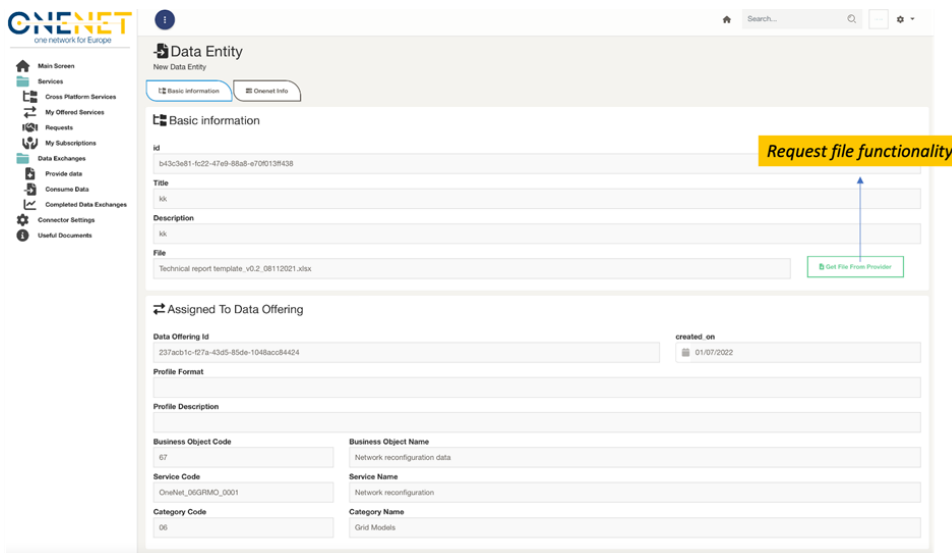 ONENET
one network for Europe
Search...
Main Screen
Services
Cross Platform Services
My Offered Services
Requests
My Subscriptions
Data Exchanges
Provide data
Consume Data
Completed Data Exchanges
Connector Settings
Useful Documents
Data Entity
New Data Entity
Basic information
Onenet Info
Basic information
id
b43c3e81-fc22-47e9-88a8-e70f013ff438
Request file functionality
Title
kk
Description
kk
File
Technical report template_v0.2_08112021.xlsx
Get File From Provider
Assigned To Data Offering
Data Offering Id
created_on
237acb1c-f27a-43d5-85de-1048acc84424
01/07/2022
Profile Format
Profile Description
Business Object Code
Business Object Name
67
Network reconfiguration data
Service Code
Service Name
OneNet_06GRMO_0001
Network reconfiguration
Category Code
Category Name
06
Grid Models